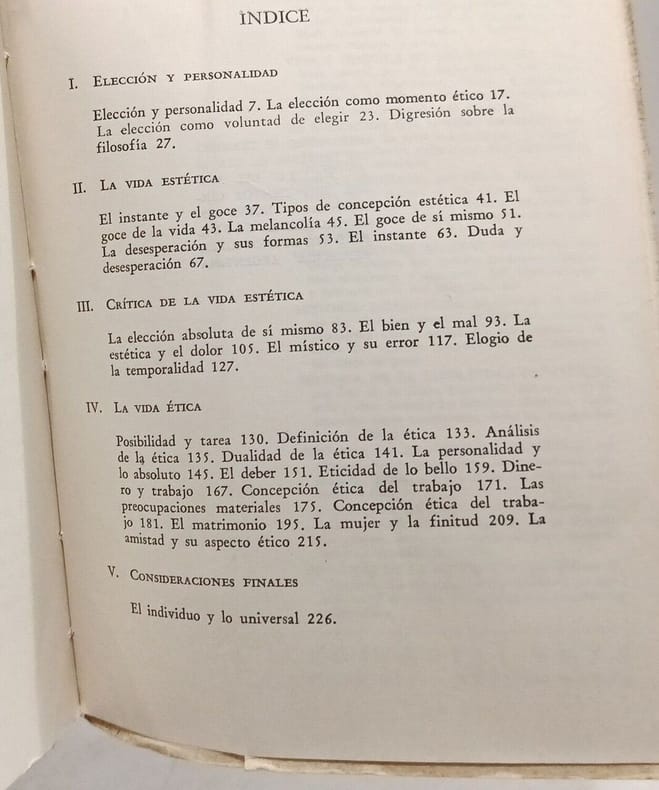 INDICE
I. ELECCIÓN Y PERSONALIDAD
Elección y personalidad 7. La elección como momento ético 17.
La elección como voluntad de elegir 23. Digresión sobre la
filosofía 27.
II. LA VIDA ESTÉTICA
El instante y el goce 37. Tipos de concepción estética 41. El
goce de la vida 43. La melancolía 45. El goce de sí mismo 51.
La desesperación y sus formas 53. El instante 63. Duda y
desesperación 67.
III. CRÍTICA DE LA VIDA ESTÉTICA
La elección absoluta de sí mismo 83. El bien y el mal 93. La
estética y el dolor 105. El místico y su error 117. Elogio de
la temporalidad 127.
IV. LA VIDA ÉTICA
Posibilidad y tarea 130. Definición de la ética 133. Análisis
de la ética 135. Dualidad de la ética 141. La personalidad y
lo absoluto 145. El deber 151. Eticidad de lo bello 159. Dine-
ro y trabajo 167. Concepción ética del trabajo 171. Las
preocupaciones materiales 175. Concepción ética del traba-
jo 181. El matrimonio 195. La mujer y la finitud 209. La
amistad y su aspecto ético 215.
V. CONSIDERACIONES FINALES
El individuo y lo universal 226.